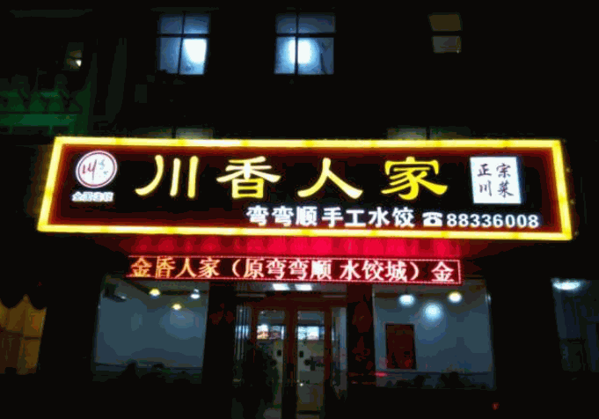 川
川香人家
正宗
川菜
弯弯顺手工水饺☎88336008
金香人家（原弯弯顺 水饺城）金